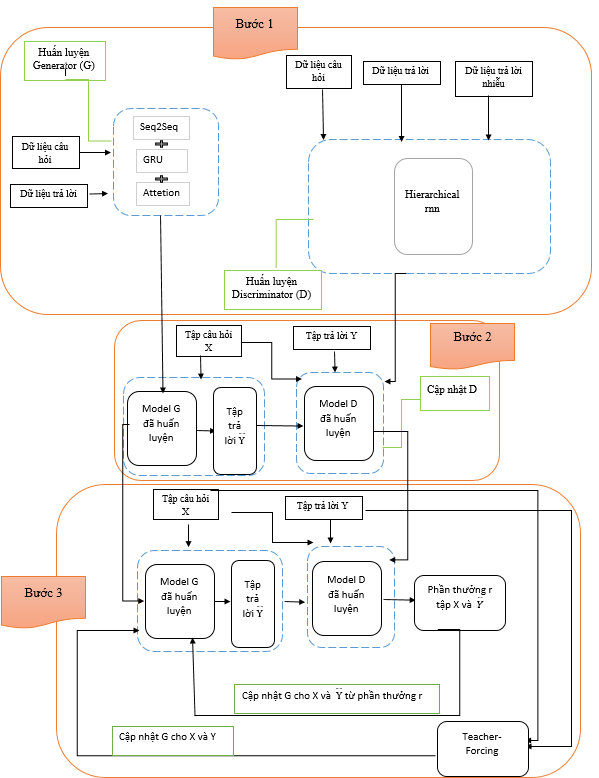 Bước 1
Huấn luyện
Generator (G)
Dữ liệu câu
hỏi
Dữ liệu trả lời
Dữ liệu trả lời
nhiễu
Seq2Seq
GRU
Attetion
Dữ liệu câu
hỏi
Dữ liệu trả lời
Hierarchical
rnn
Huấn luyện
Discriminator (D)
Bước 2
Tập câu hỏi
X
Tập trả lời Y
Cập nhật D
Model G
đã huấn
luyện
Tập
trả
lời Ÿ
Model D
đã huấn
luyện
Bước 3
Tập câu hỏi
X
Tập trả lời Y
Model G
đã huấn
luyện
Tập
trả
lời Ÿ
Model D
đã huấn
luyện
Phần thưởng r
tập X và Ÿ
Cập nhật G cho X và Ÿ từ phần thưởng r
Cập nhật G cho X và Y
Teacher-
Forcing